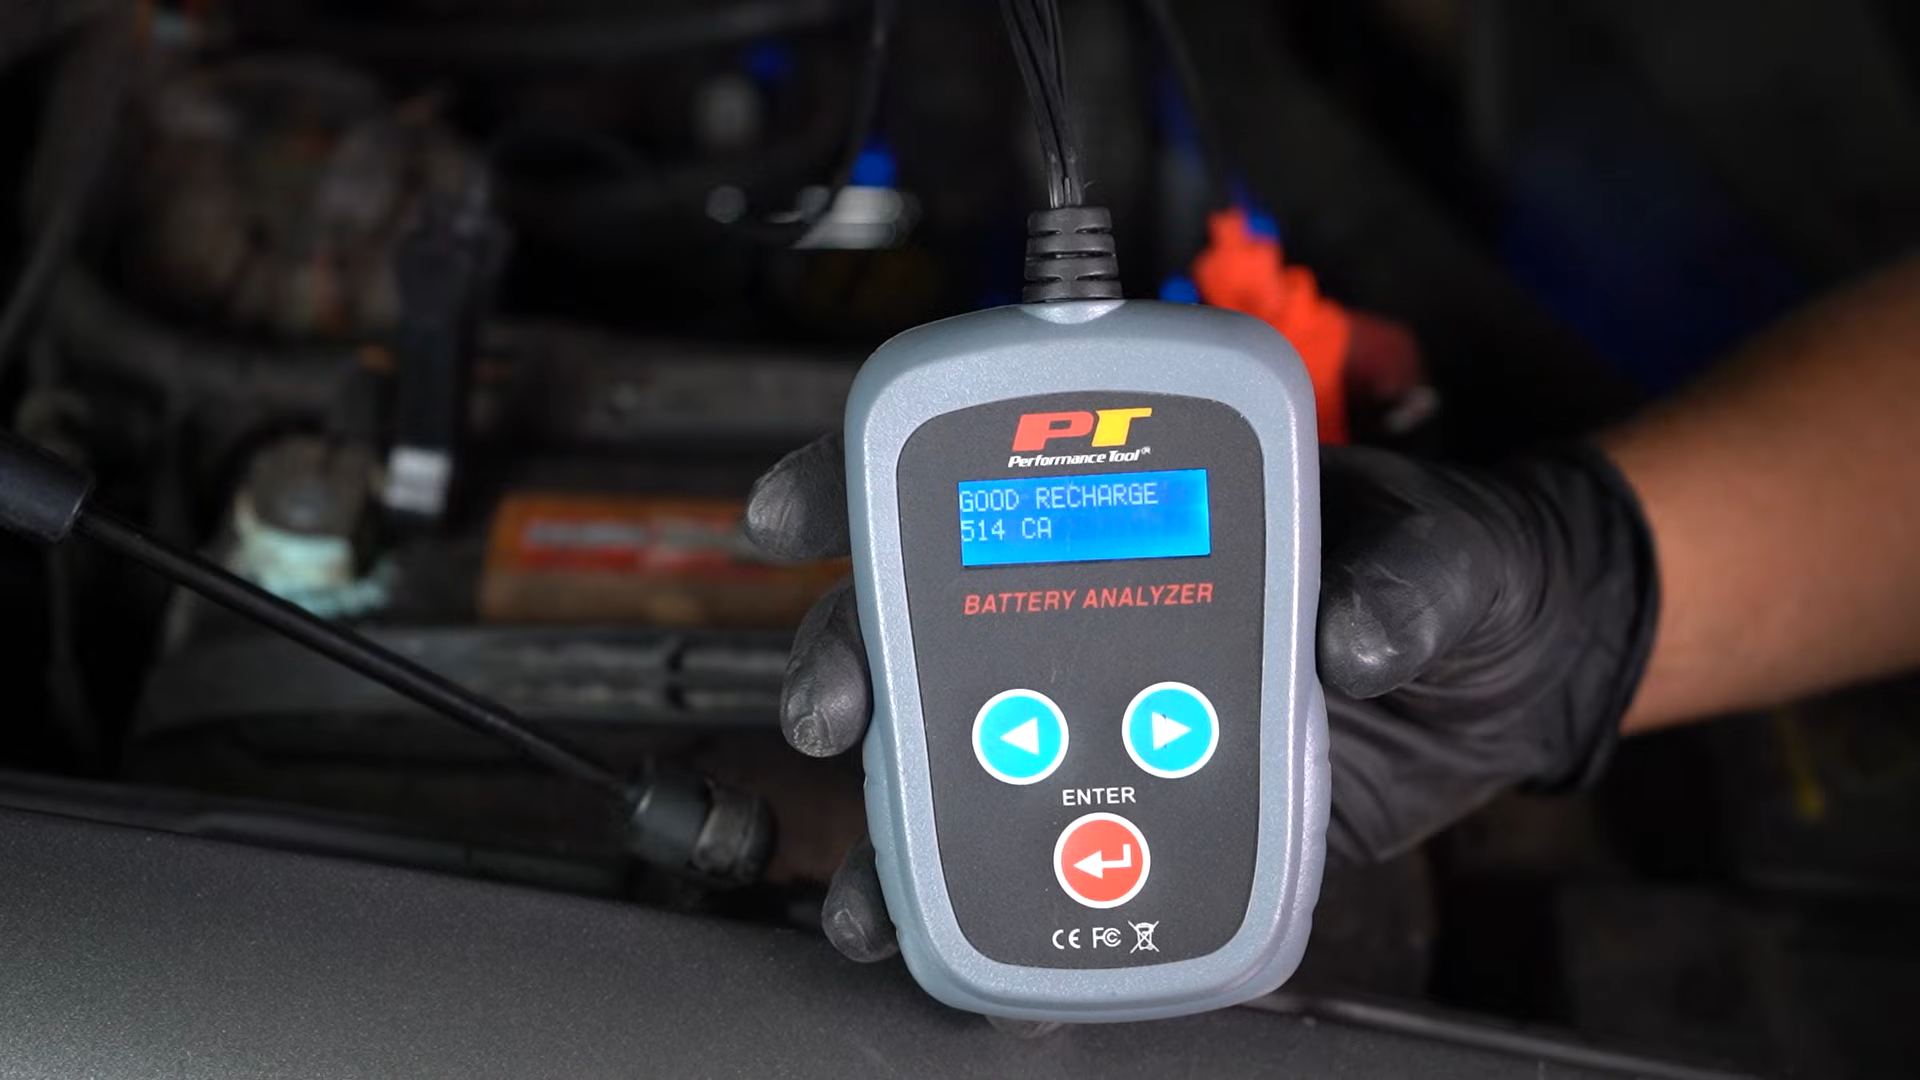 PT
Performance Tool®
GOOD RECHARGE
514 CA
BATTERY ANALYZER
ENTER
CE FC